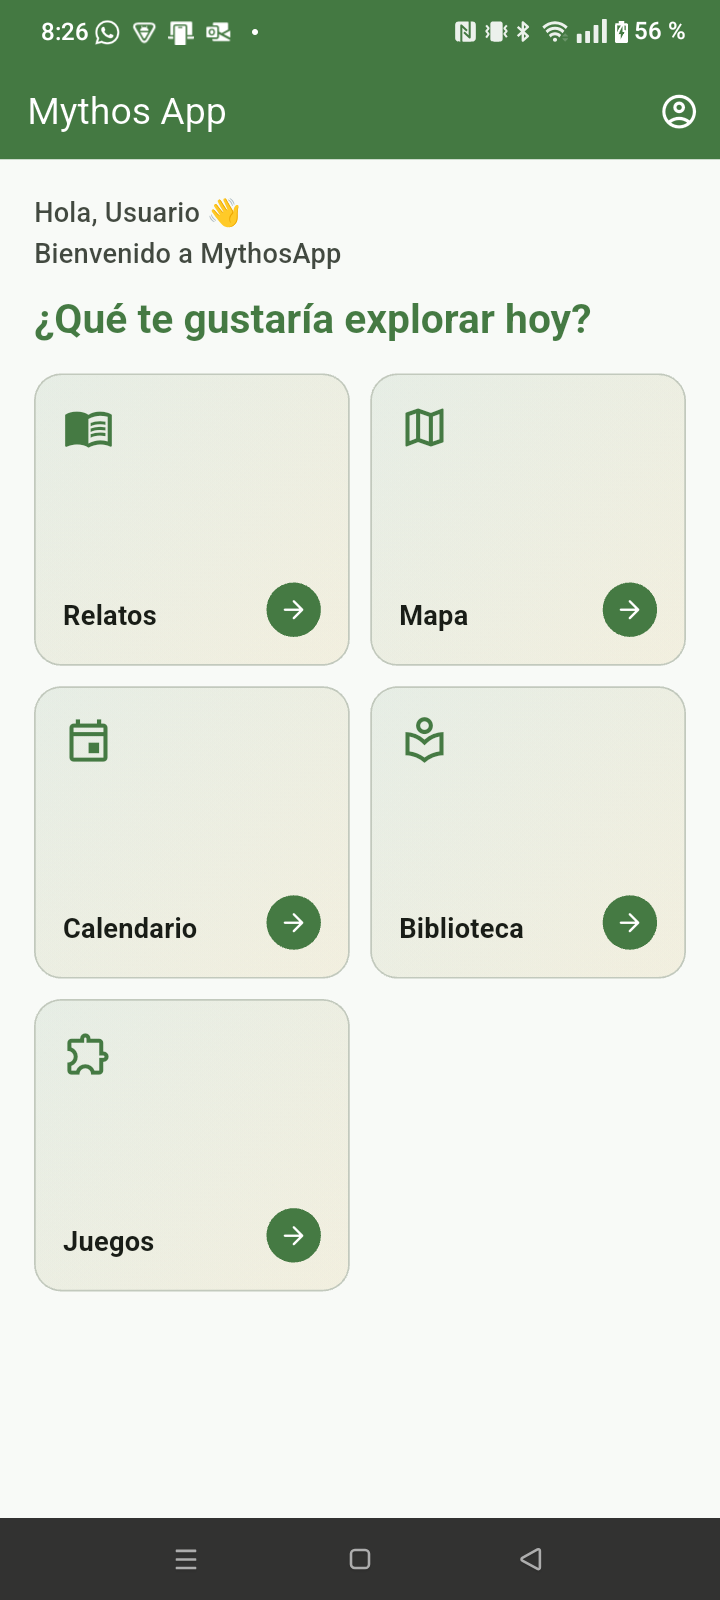 8:26 56 %
Mythos App
Hola, Usuario 👋
Bienvenido a MythosApp
¿Qué te gustaría explorar hoy?
Relatos
Mapa
Calendario
Biblioteca
Juegos